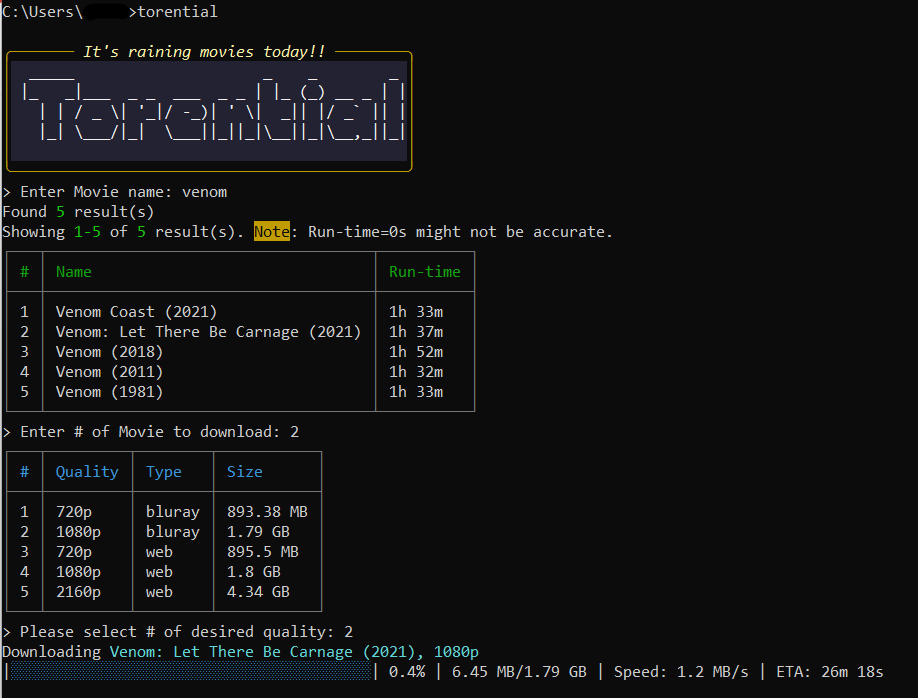 C:\Users\ >torential
It's raining movies today!!
Torential
> Enter Movie name: venom
Found 5 result(s)
Showing 1-5 of 5 result(s). Note: Run-time=0s might not be accurate.
# Name Run-time
1 Venom Coast (2021) 1h 33m
2 Venom: Let There Be Carnage (2021) 1h 37m
3 Venom (2018) 1h 52m
4 Venom (2011) 1h 32m
5 Venom (1981) 1h 33m
> Enter # of Movie to download: 2
# Quality Type Size
1 720p bluray 893.38 MB
2 1080p bluray 1.79 GB
3 720p web 895.5 MB
4 1080p web 1.8 GB
5 2160p web 4.34 GB
> Please select # of desired quality: 2
Downloading Venom: Let There Be Carnage (2021), 1080p
| | 0.4% | 6.45 MB/1.79 GB | Speed: 1.2 MB/s | ETA: 26m 18s